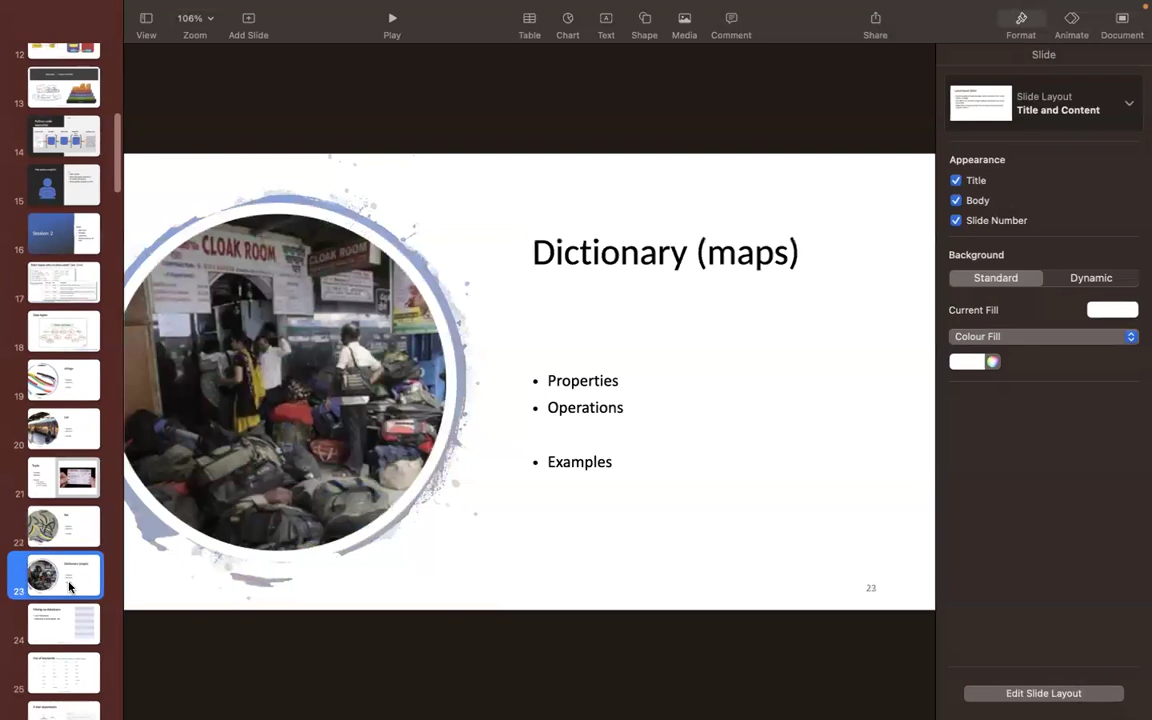 106%
View
Zoom
Add Slide
Play
Table
Chart
Text
Shape
Media
Comment
Share
Format
Animate
Document
12
13
14
15
16
Session 2
17
18
19
20
21
22
23
24
25
CLOAK ROOM
CLOAK ROOM
Dictionary (maps)
• Properties
• Operations
• Examples
23
Slide
Slide Layout
Title and Content
Appearance
Title
Body
Slide Number
Background
Standard
Dynamic
Current Fill
Colour Fill
Edit Slide Layout